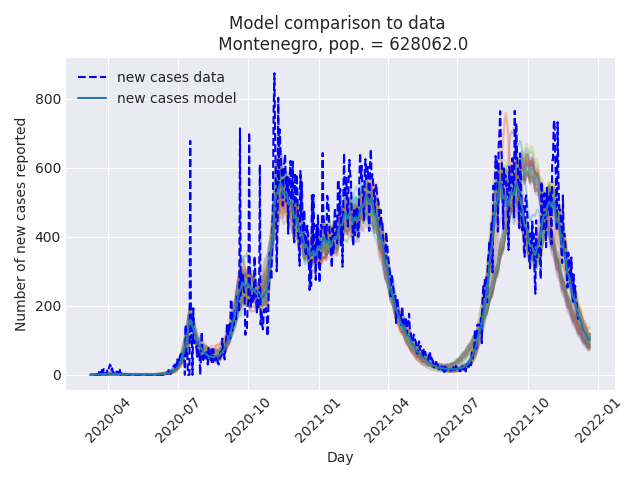 Model comparison to data
Montenegro, pop. = 628062.0
new cases data
new cases model
Number of new cases reported
800
600
400
200
0
2020-04
2020-07
2020-10
2021-01
2021-04
2021-07
2021-10
2022-01
Day